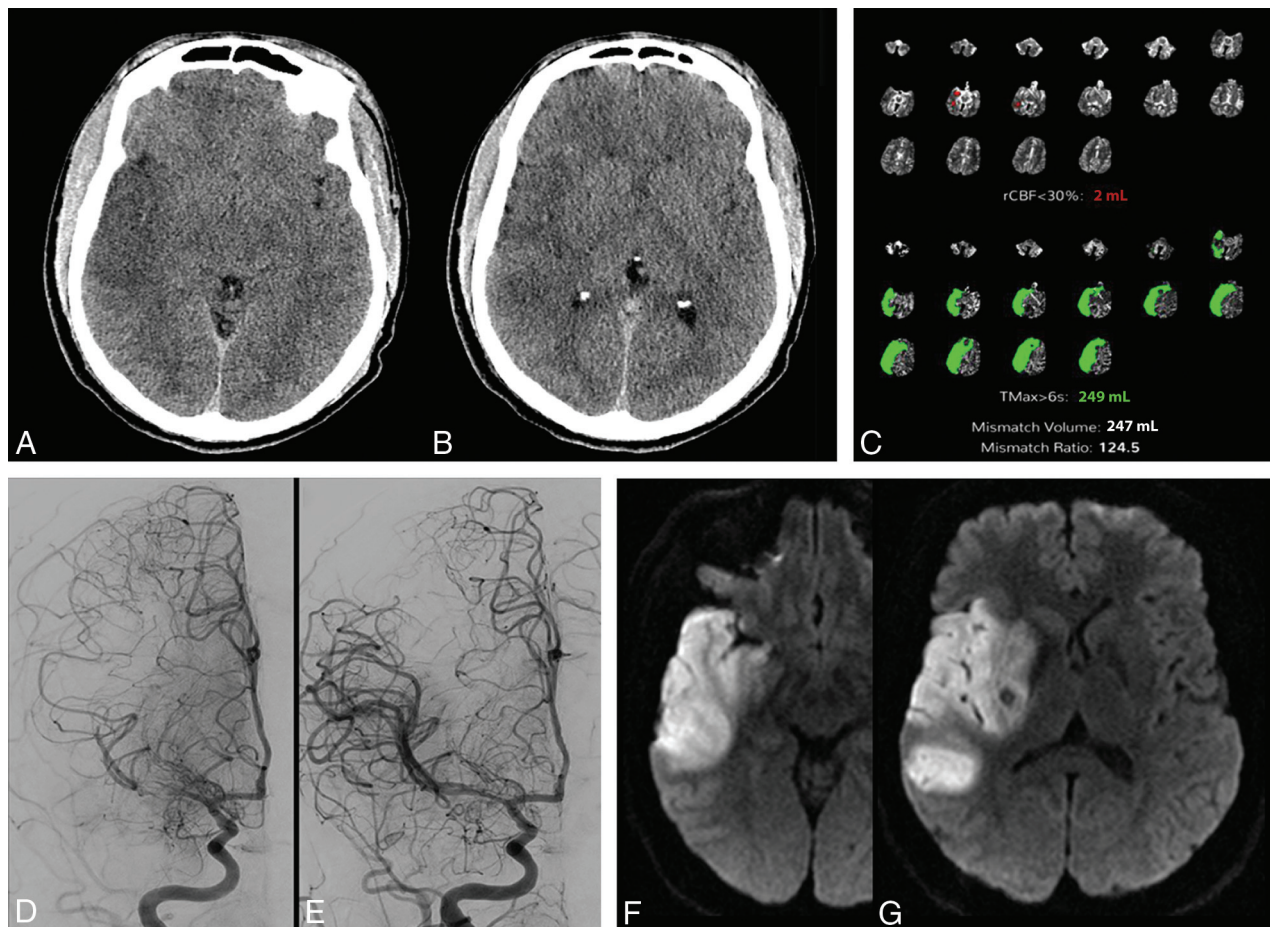 A
B
C
rCBF<30%: 2 mL
TMax>6s: 249 mL
Mismatch Volume: 247 mL
Mismatch Ratio: 124.5
D
E
F
G